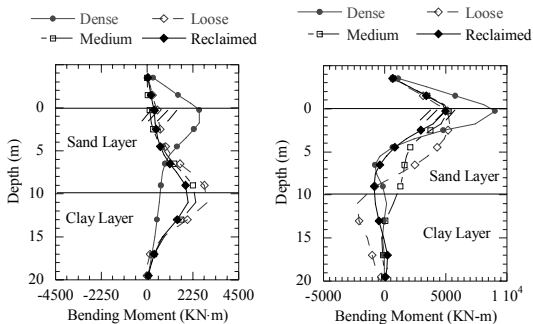 Dense Loose
Medium Reclaimed
0
5
10
15
20
Depth (m)
Sand Layer
Clay Layer
-4500 -2250 0 2250 4500
Bending Moment (KN·m)
Dense Loose
Medium Reclaimed
0
5
10
15
20
Depth (m)
Sand Layer
Clay Layer
-5000 0 5000 1 10⁴
Bending Moment (KN-m)